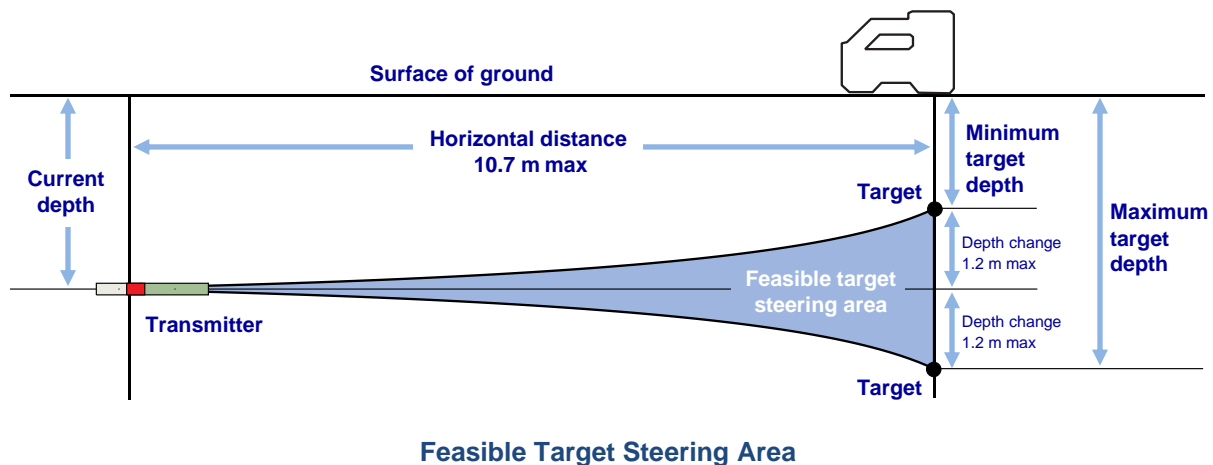 Surface of ground
Horizontal distance
10.7 m max
Current
depth
Minimum
target
depth
Target
Maximum
target
depth
Depth change
1.2 m max
Feasible target
steering area
Transmitter
Depth change
1.2 m max
Target
Feasible Target Steering Area